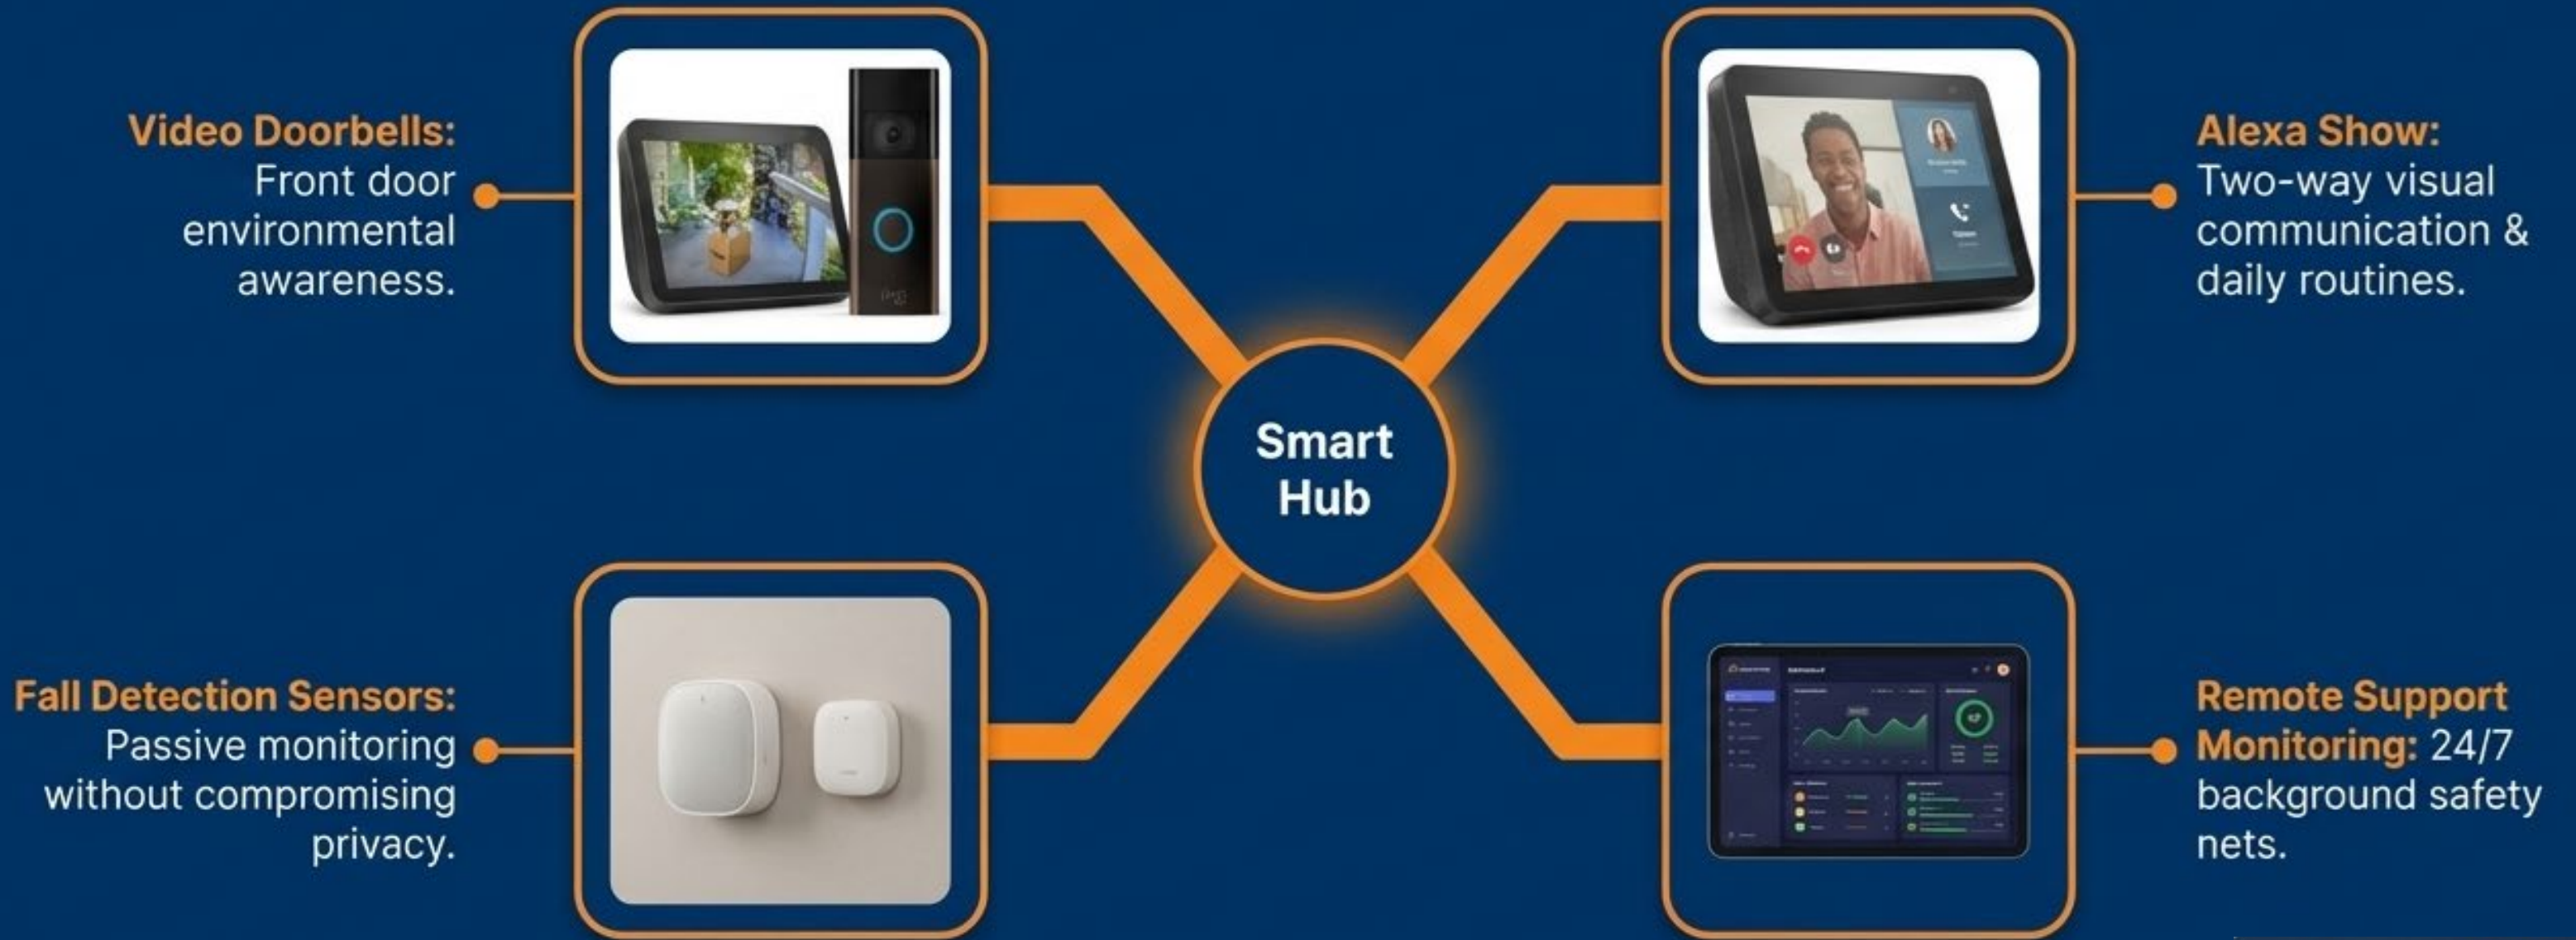 Video Doorbells:
Front door
environmental
awareness.
Alexa Show:
Two-way visual
communication &
daily routines.
Smart
Hub
Fall Detection Sensors:
Passive monitoring
without compromising
privacy.
Remote Support
Monitoring: 24/7
background safety
nets.